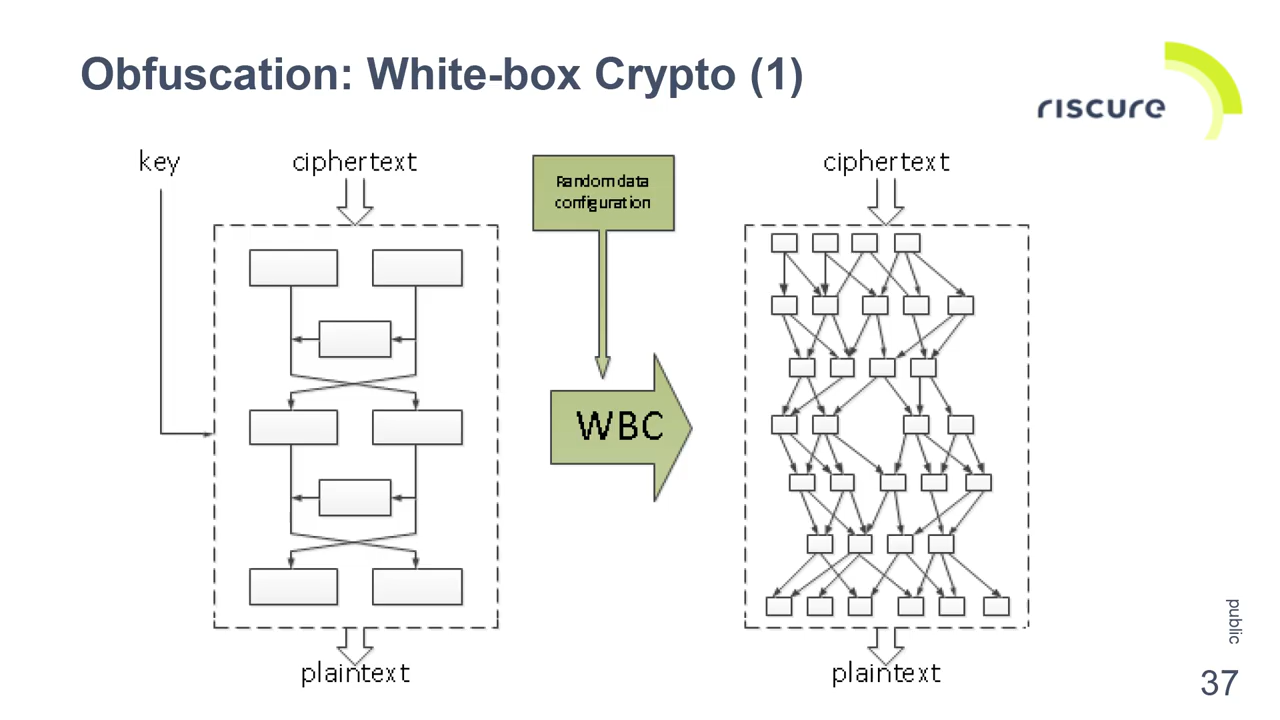 Obfuscation: White-box Crypto (1)
riscure
key
ciphertext
Random data
configuration
ciphertext
WBC
plaintext
plaintext
public
37